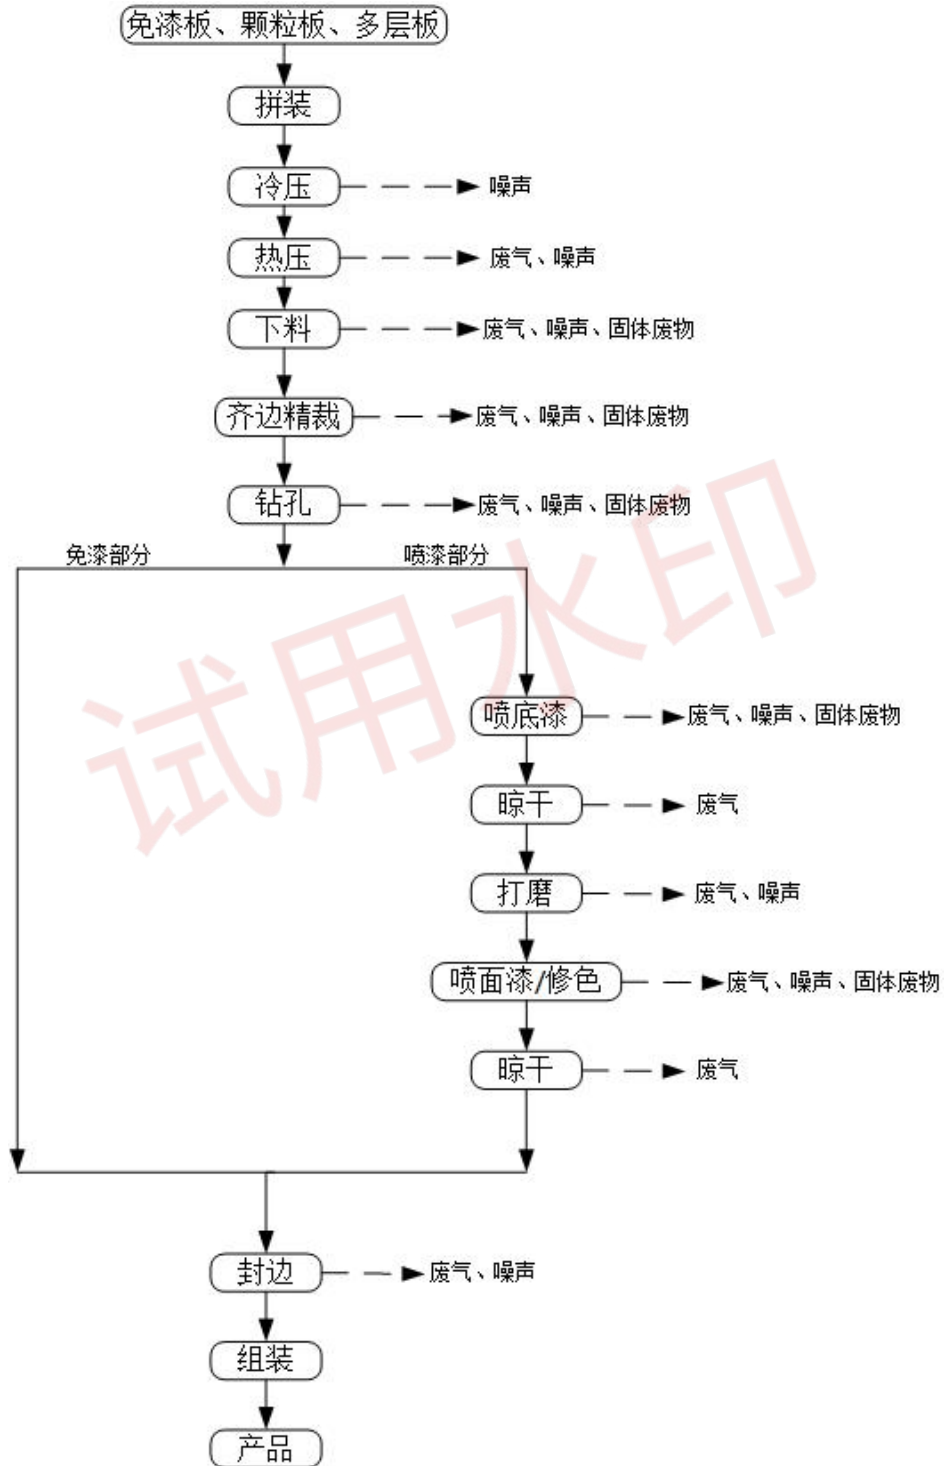 免漆板、颗粒板、多层板
拼装
冷压 噪声
热压 废气、噪声
下料 废气、噪声、固体废物
齐边精裁 废气、噪声、固体废物
钻孔 废气、噪声、固体废物
免漆部分 喷漆部分
试用水印
喷底漆 废气、噪声、固体废物
晾干 废气
打磨 废气、噪声
喷面漆/修色 废气、噪声、固体废物
晾干 废气
封边 废气、噪声
组装
产品